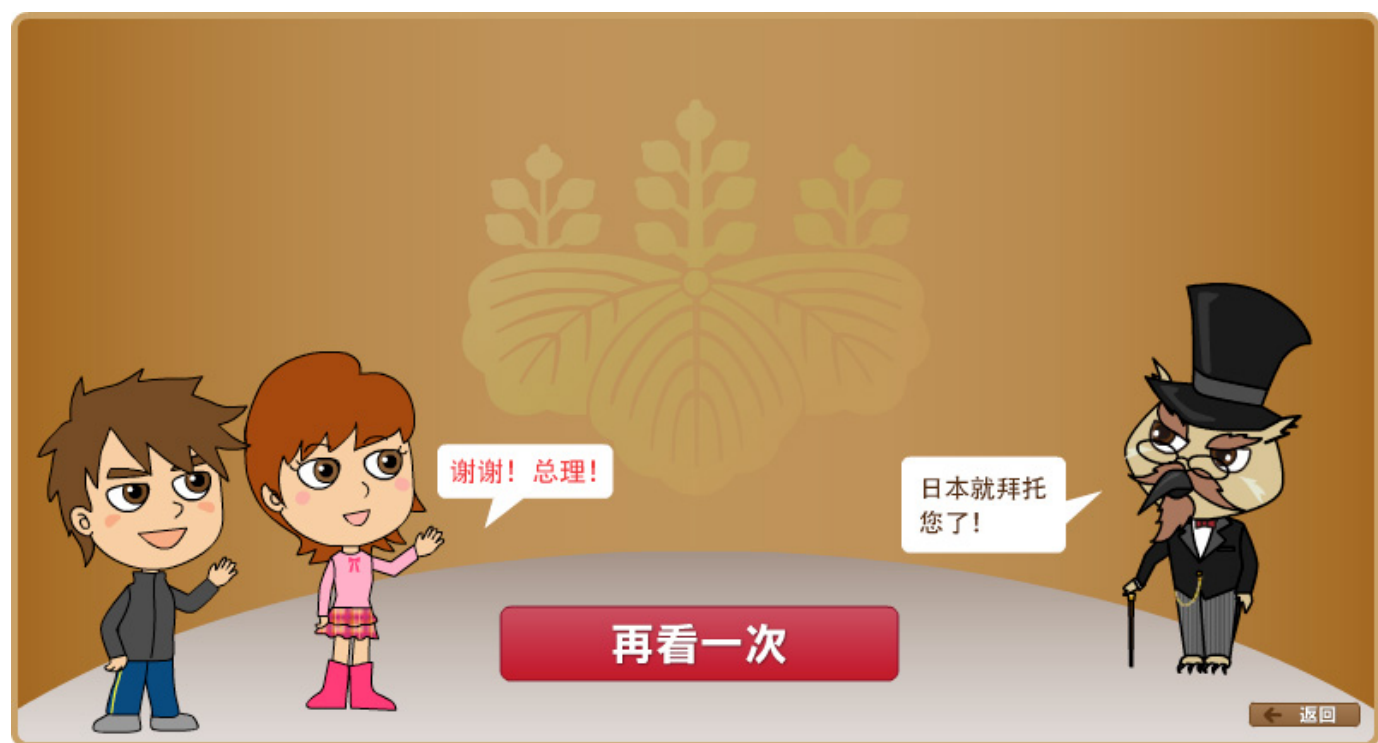 谢谢！总理！
日本就拜托
您了！
再看一次
返回